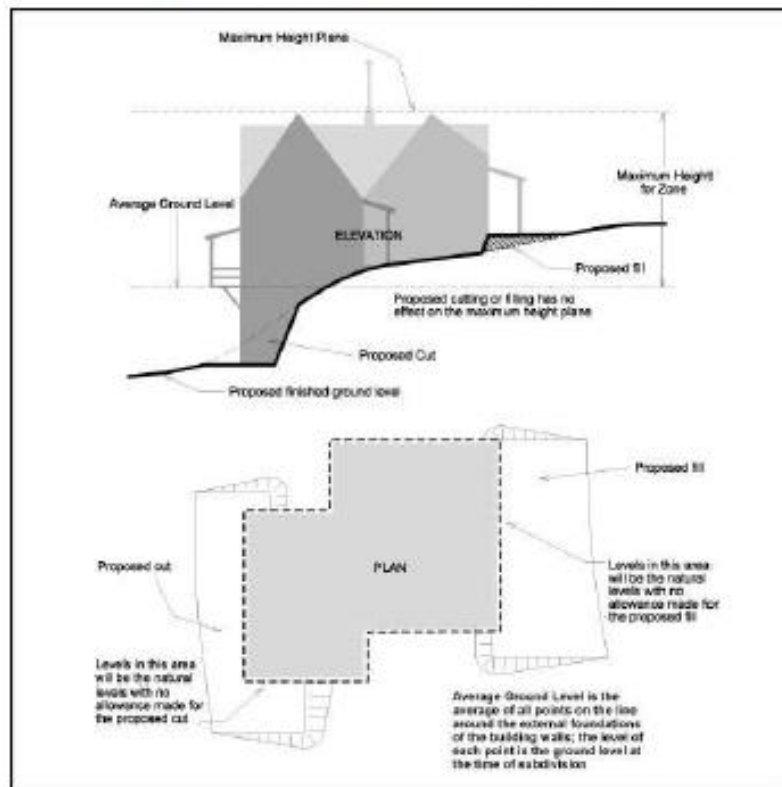 Maximum Height Plane
Maximum Height
for Zone
Average Ground Level
ELEVATION
Proposed fill
Proposed cutting or filling has no
effect on the maximum height plane
Proposed Cut
Proposed finished ground level
Proposed fill
Proposed cut
PLAN
Levels in this area
will be the natural
levels with no
allowance made for
the proposed fill
Levels in this area
will be the natural
levels with no
allowance made for
the proposed cut
Average Ground Level is the
average of all points on the line
around the external foundations
of the building walls; the level of
each point is the ground level at
the time of subdivision